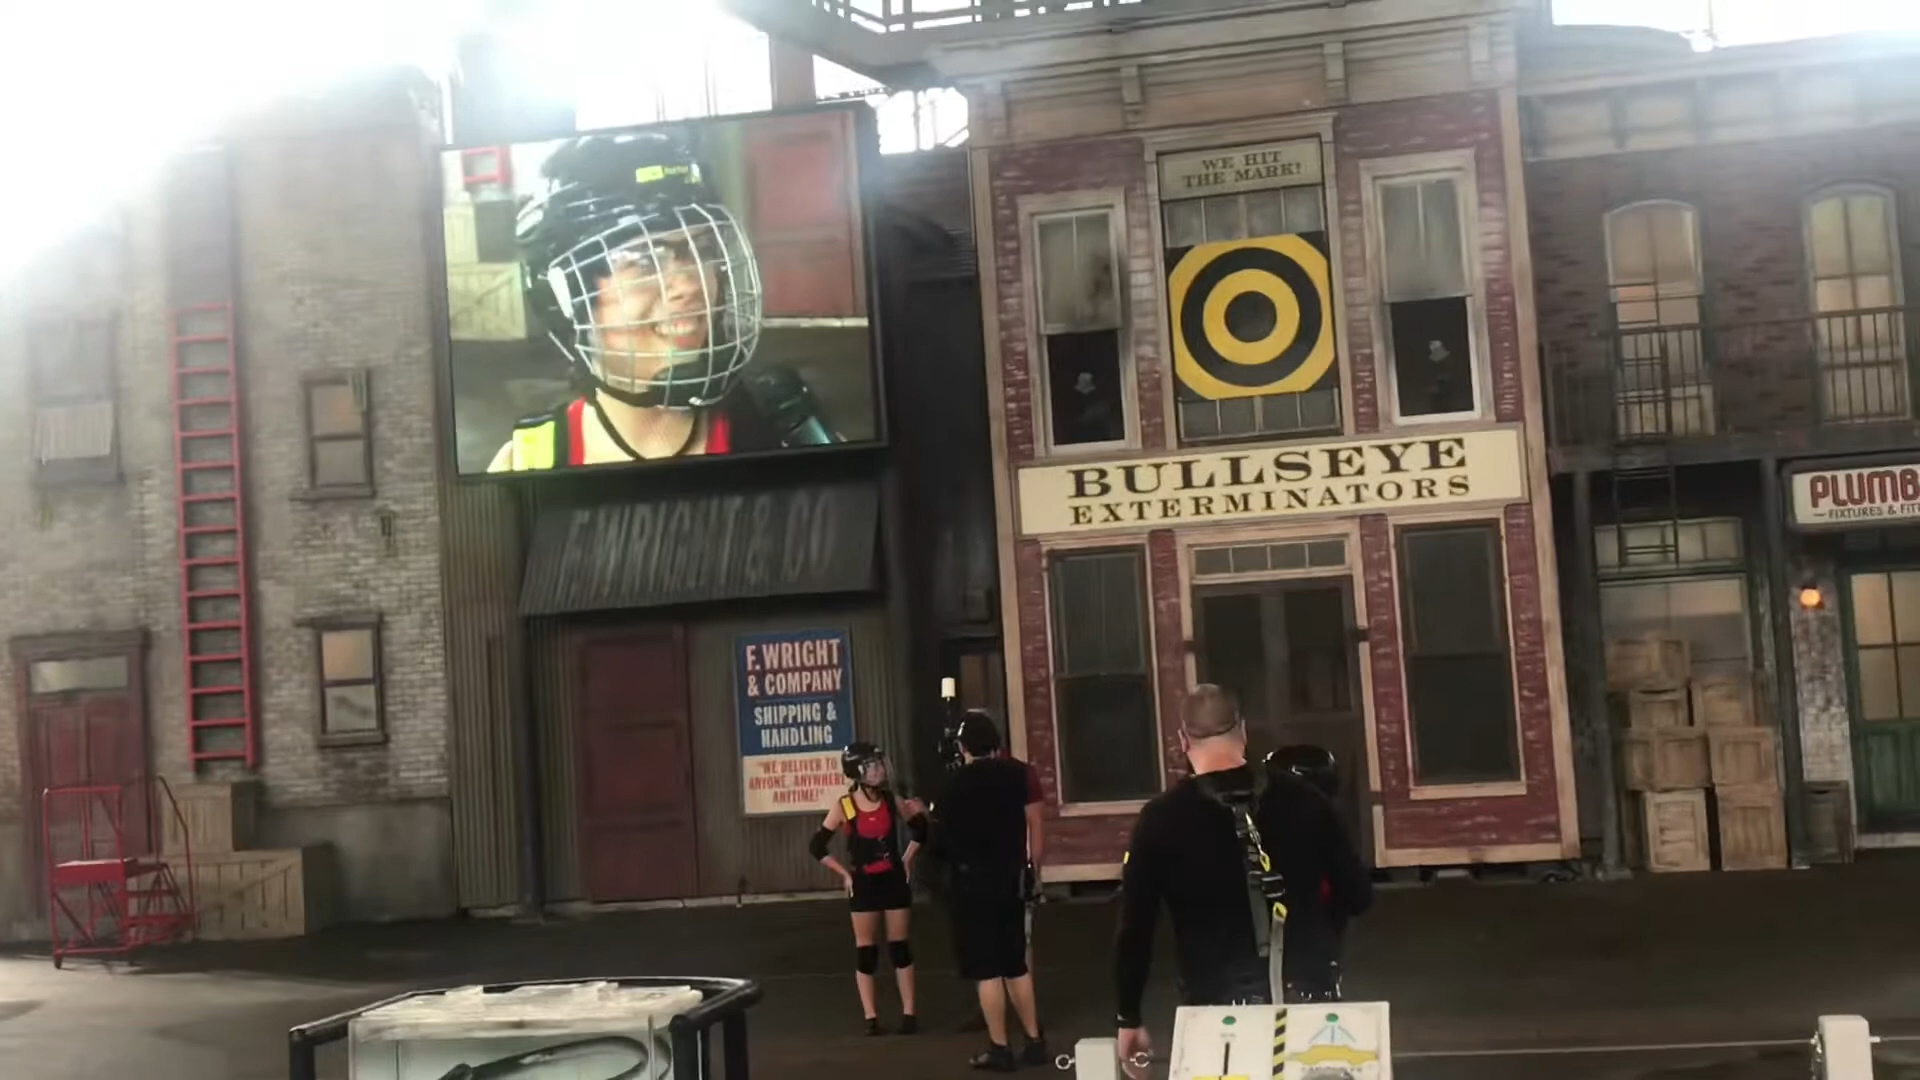 WE HIT
THE MARK!
BULLSEYE
EXTERMINATORS
F. WRIGHT & CO
F. WRIGHT
& COMPANY
SHIPPING &
HANDLING
"WE DELIVER TO
ANYONE, ANYWHERE
ANYTIME!"
PLUMB
FIXTURES & FIT